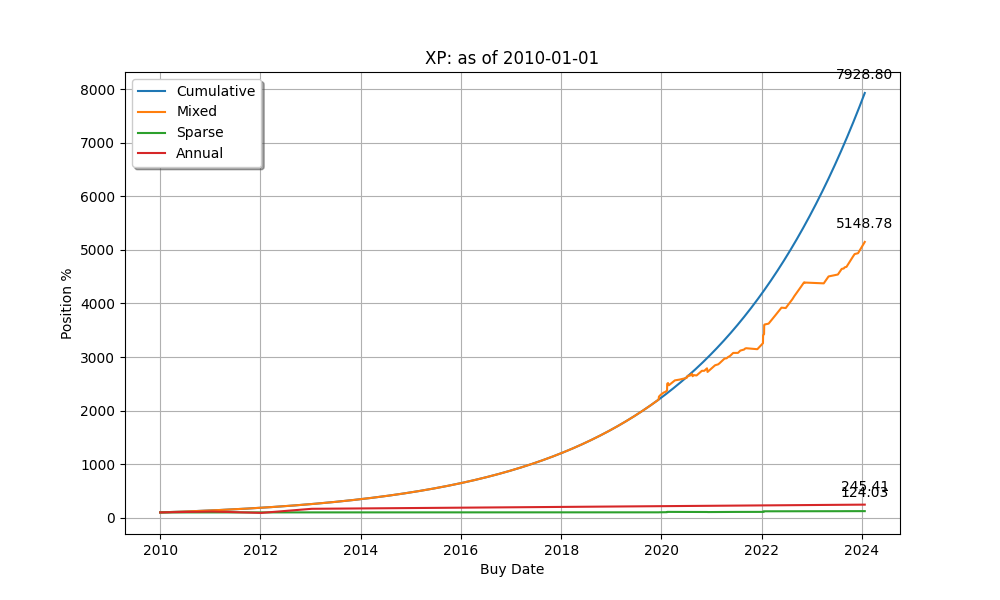 XP: as of 2010-01-01
7928.80
8000
Cumulative
Mixed
Sparse
Annual
7000
6000
5148.78
5000
4000
Position %
3000
2000
1000
245.41
124.03
0
2010 2012 2014 2016 2018 2020 2022 2024
Buy Date